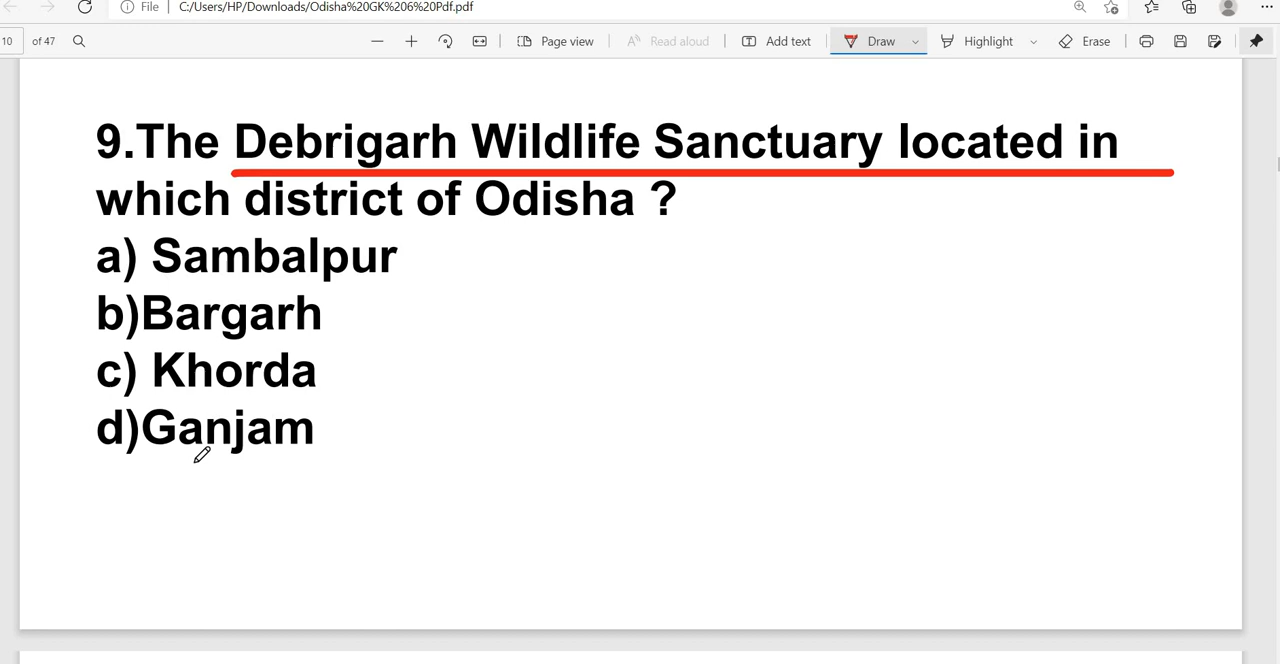 File C:/Users/HP/Downloads/Odisha%20GK%206%20Pdf.pdf
10 of 47 Page view Read aloud Add text Draw Highlight Erase
9.The Debrigarh Wildlife Sanctuary located in
which district of Odisha ?
a) Sambalpur
b)Bargarh
c) Khorda
d)Ganjam